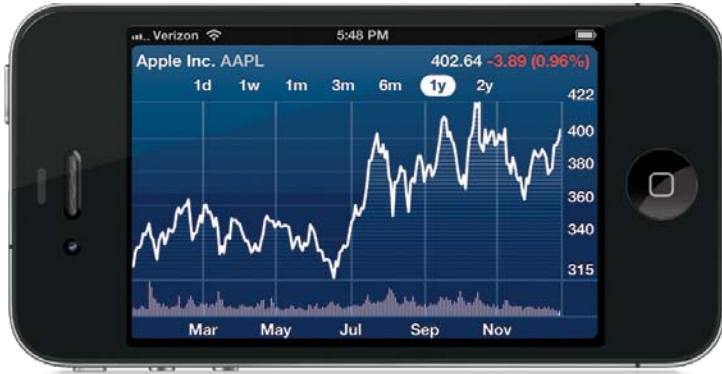 Verizon 5:48 PM
Apple Inc. AAPL 402.64 -3.89 (0.96%)
1d 1w 1m 3m 6m 1y 2y
422
400
380
360
340
315
Mar May Jul Sep Nov